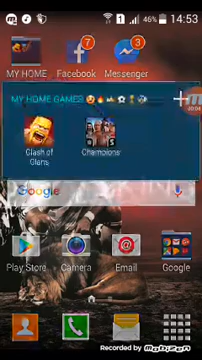 1 46% 14:53
7 3
MY HOME Facebook Messenger
MY HOME GAMES
Clash of Clans Champions
Google
Play Store Camera Email Google
Recorded by Mobizen